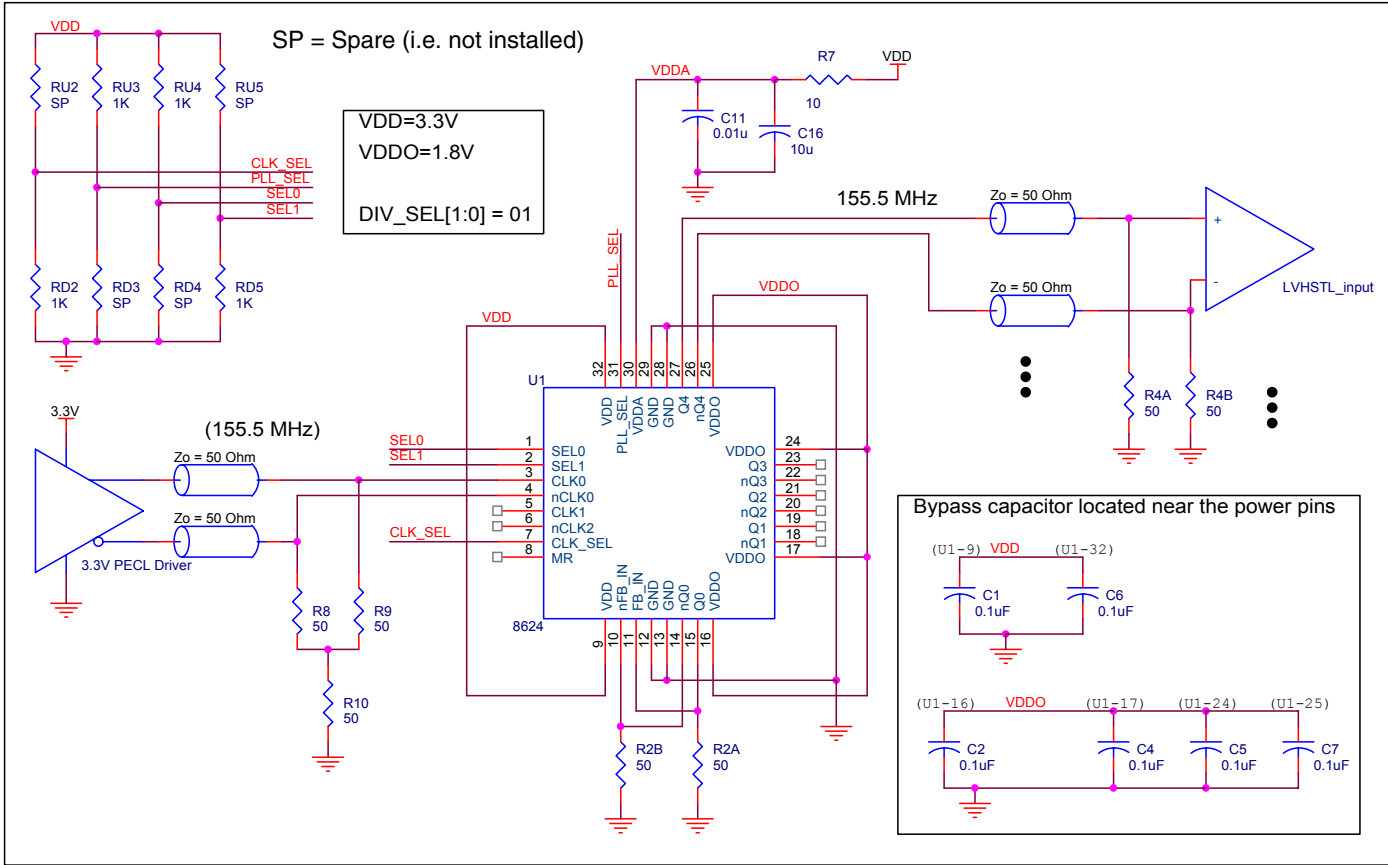 VDD
SP = Spare (i.e. not installed)
RU2
SP
RU3
1K
RU4
1K
RU5
SP
CLK_SEL
PLL_SEL
SEL0
SEL1
RD2
1K
RD3
SP
RD4
SP
RD5
1K
VDD=3.3V
VDDO=1.8V
DIV_SEL[1:0] = 01
VDDA
R7
10
VDD
C11
0.01u
C16
10u
155.5 MHz
Zo = 50 Ohm
Zo = 50 Ohm
+
-
LVHSTL_input
R4A
50
R4B
50
PLL_SEL
VDDO
VDD
32
31
30
29
28
27
26
25
U1
VDD
PLL_SEL
VDDA
GND
GND
Q4
nQ4
VDDO
3.3V
(155.5 MHz)
Zo = 50 Ohm
Zo = 50 Ohm
3.3V PECL Driver
SEL0
SEL1
CLK_SEL
1
2
3
4
5
6
7
8
SEL0
SEL1
CLK0
nCLK0
CLK1
nCLK2
CLK_SEL
MR
VDDO
Q3
nQ3
Q2
nQ2
Q1
nQ1
VDDO
24
23
22
21
20
19
18
17
VDD
nFB_IN
FB_IN
GND
GND
nQ0
Q0
VDDO
8624
9
10
11
12
13
14
15
16
R8
50
R9
50
R10
50
R2B
50
R2A
50
Bypass capacitor located near the power pins
(U1-9)
VDD
(U1-32)
C1
0.1uF
C6
0.1uF
(U1-16)
VDDO
(U1-17)
(U1-24)
(U1-25)
C2
0.1uF
C4
0.1uF
C5
0.1uF
C7
0.1uF